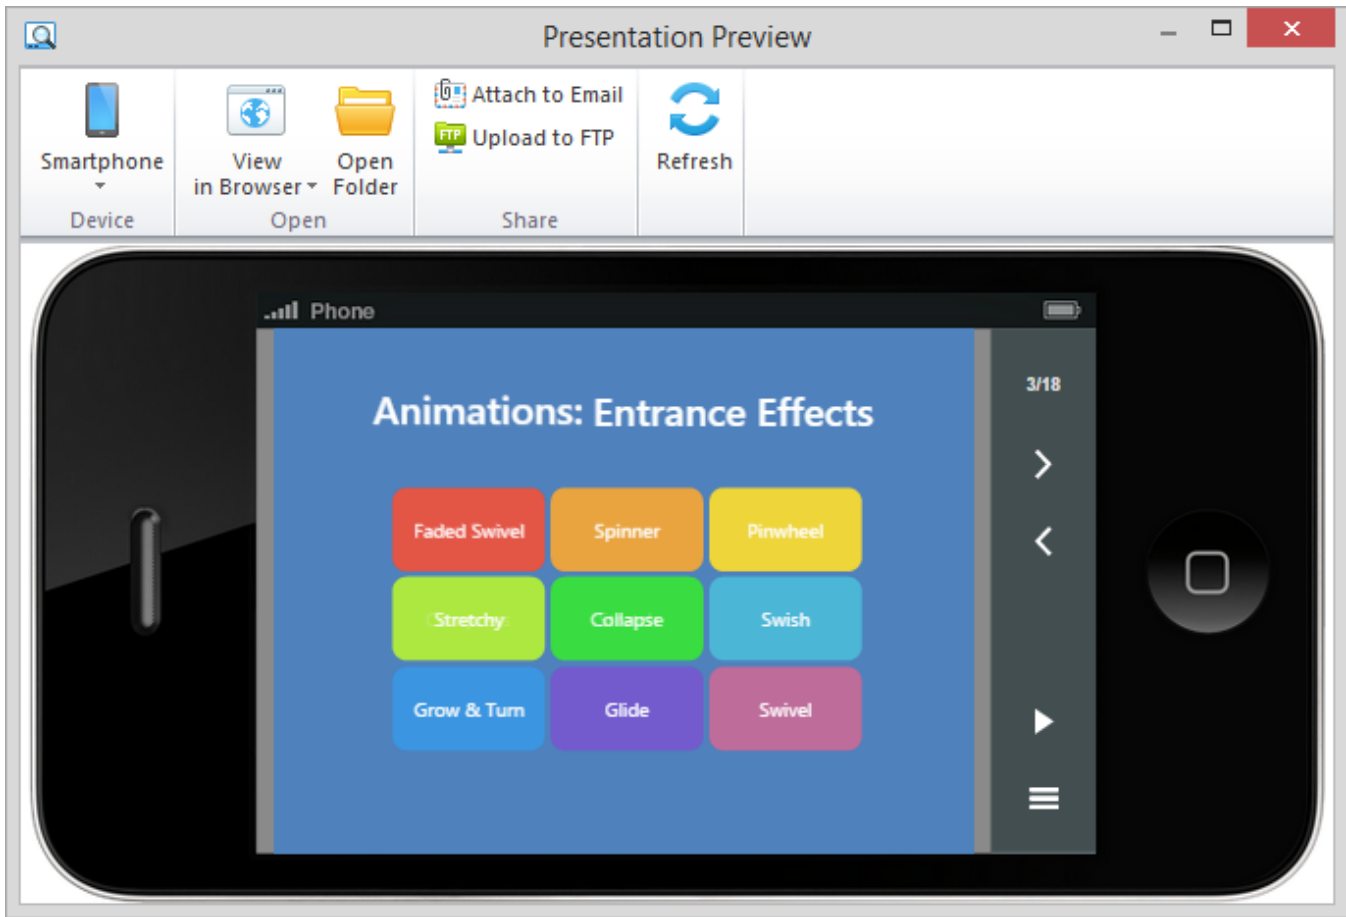 Presentation Preview
Attach to Email
FTP Upload to FTP
Smartphone
View
in Browser
Open
Folder
Refresh
Device
Open
Share
Phone
3/18
Animations: Entrance Effects
Faded Swivel
Spinner
Pinwheel
Stretchy
Collapse
Swish
Grow & Turn
Glide
Swivel